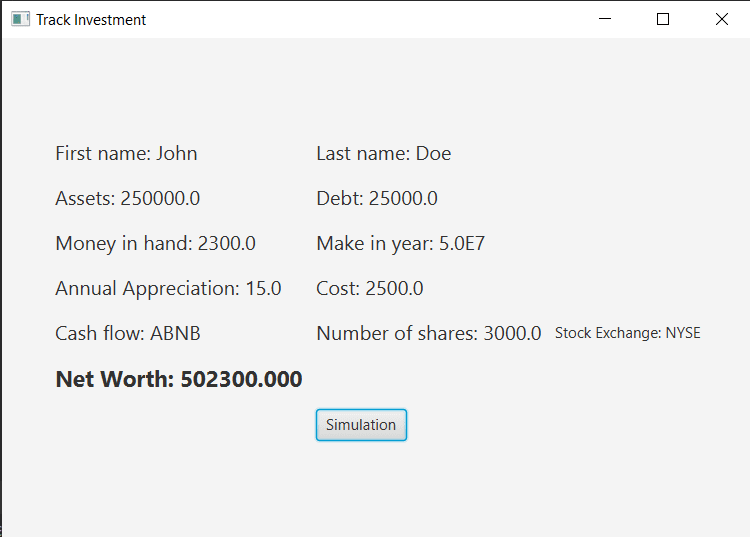 Track Investment
First name: John Last name: Doe
Assets: 250000.0 Debt: 25000.0
Money in hand: 2300.0 Make in year: 5.0E7
Annual Appreciation: 15.0 Cost: 2500.0
Cash flow: ABNB Number of shares: 3000.0 Stock Exchange: NYSE
Net Worth: 502300.000
Simulation